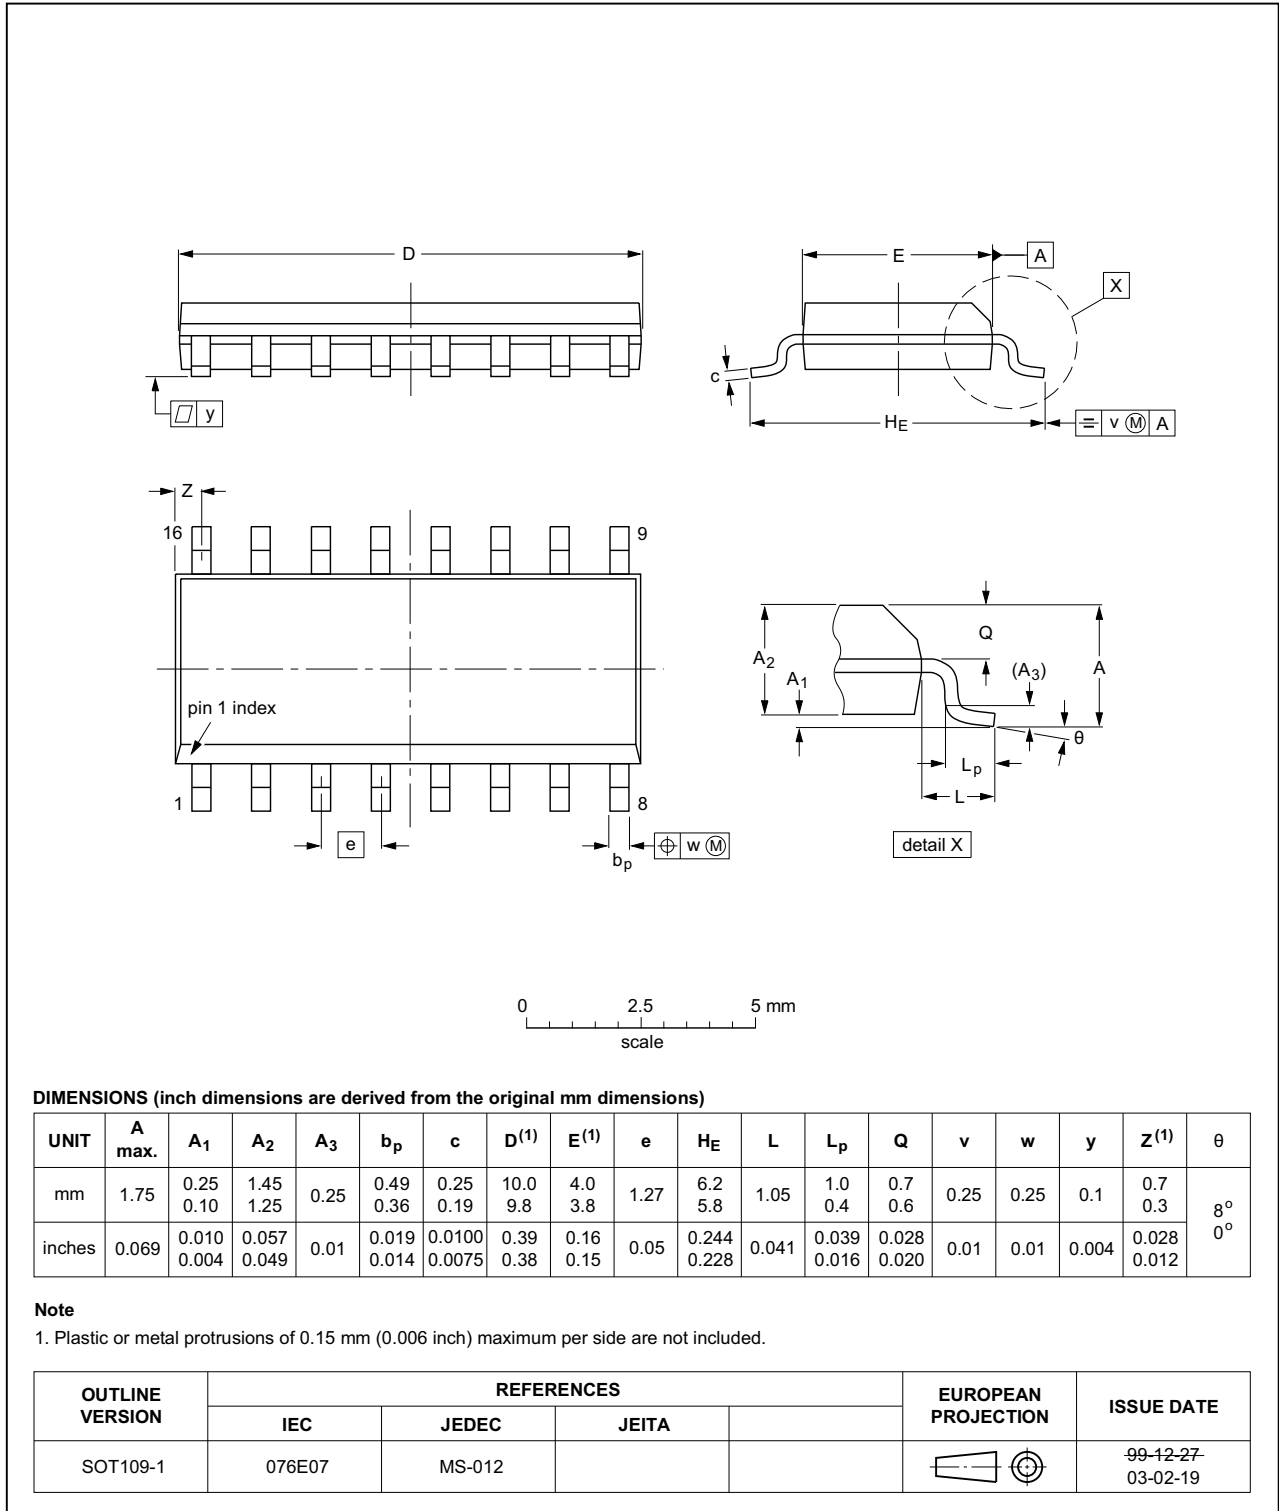 D
E
A
X
c
y
HE
v M A
Z
16
9
pin 1 index
1
8
e
bp
w M
A2
A1
Q
(A3)
A
θ
Lp
L
detail X
0 2.5 5 mm
scale
DIMENSIONS (inch dimensions are derived from the original mm dimensions)
UNIT A max. A1 A2 A3 bp c D(1) E(1) e HE L Lp Q v w y Z(1) θ
mm 1.75 0.25 0.10 1.45 1.25 0.25 0.49 0.36 0.25 0.19 10.0 9.8 4.0 3.8 1.27 6.2 5.8 1.05 1.0 0.4 0.7 0.6 0.25 0.25 0.1 0.7 0.3 8° 0°
inches 0.069 0.010 0.004 0.057 0.049 0.01 0.019 0.014 0.0100 0.0075 0.39 0.38 0.16 0.15 0.05 0.244 0.228 0.041 0.039 0.016 0.028 0.020 0.01 0.01 0.004 0.028 0.012
Note
1. Plastic or metal protrusions of 0.15 mm (0.006 inch) maximum per side are not included.
OUTLINE VERSION REFERENCES EUROPEAN PROJECTION ISSUE DATE
IEC JEDEC JEITA
SOT109-1 076E07 MS-012 99-12-27
03-02-19